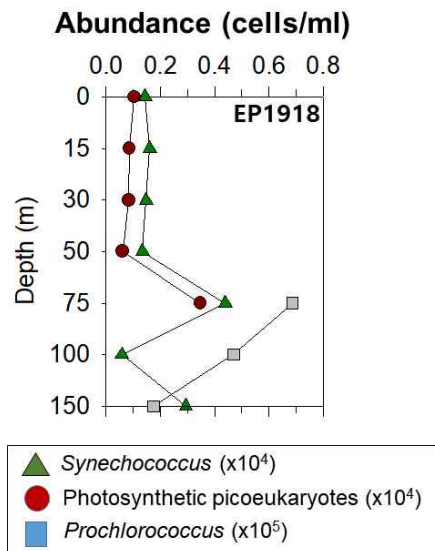 Abundance (cells/ml)
0.0 0.2 0.4 0.6 0.8
0
EP1918
15
30
50
75
100
150
Depth (m)
Synechococcus (x10⁴)
Photosynthetic picoeukaryotes (x10⁴)
Prochlorococcus (x10⁵)